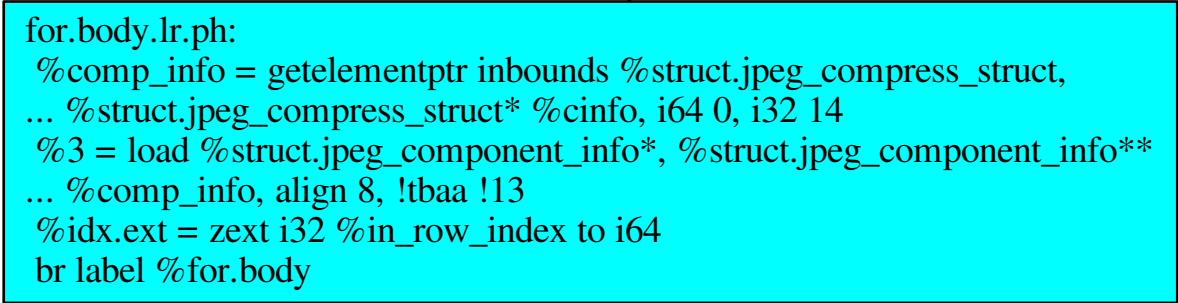 for.body.lr.ph:
%comp_info = getelementptr inbounds %struct.jpeg_compress_struct,
... %struct.jpeg_compress_struct* %cinfo, i64 0, i32 14
%3 = load %struct.jpeg_component_info*, %struct.jpeg_component_info**
... %comp_info, align 8, !tbaa !13
%idx.ext = zext i32 %in_row_index to i64
br label %for.body